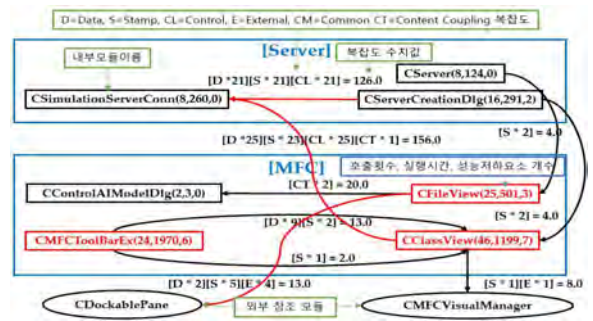 D=Data, S=Stamp, CL=Control, E=External, CM=Common CT=Content Coupling 복잡도
[Server]
내부모듈이름
복잡도 수치값
[D *21][S * 21][CL * 21] = 126.0
CServer(8,124,0)
CSimulationServerConn(8,260,0)
CServerCreationDlg(16,291,2)
[S * 2] = 4.0
[D *25][S * 23][CL * 25][CT * 1] = 156.0
[MFC]
호출횟수, 실행시간, 성능저하요소 개수
[CT * 2] = 20.0
CControlAIModelDlg(2,3,0)
CFileView(25,501,3)
[S * 2] = 4.0
[D * 9][S * 2] = 13.0
CMFCToolBarEx(24,1970,6)
CClassView(46,1199,7)
[S * 1] = 2.0
[D * 2][S * 5][E * 4] = 13.0
[S * 1][E * 1] = 8.0
CDockablePane
외부 참조 모듈
CMFCVisualManager